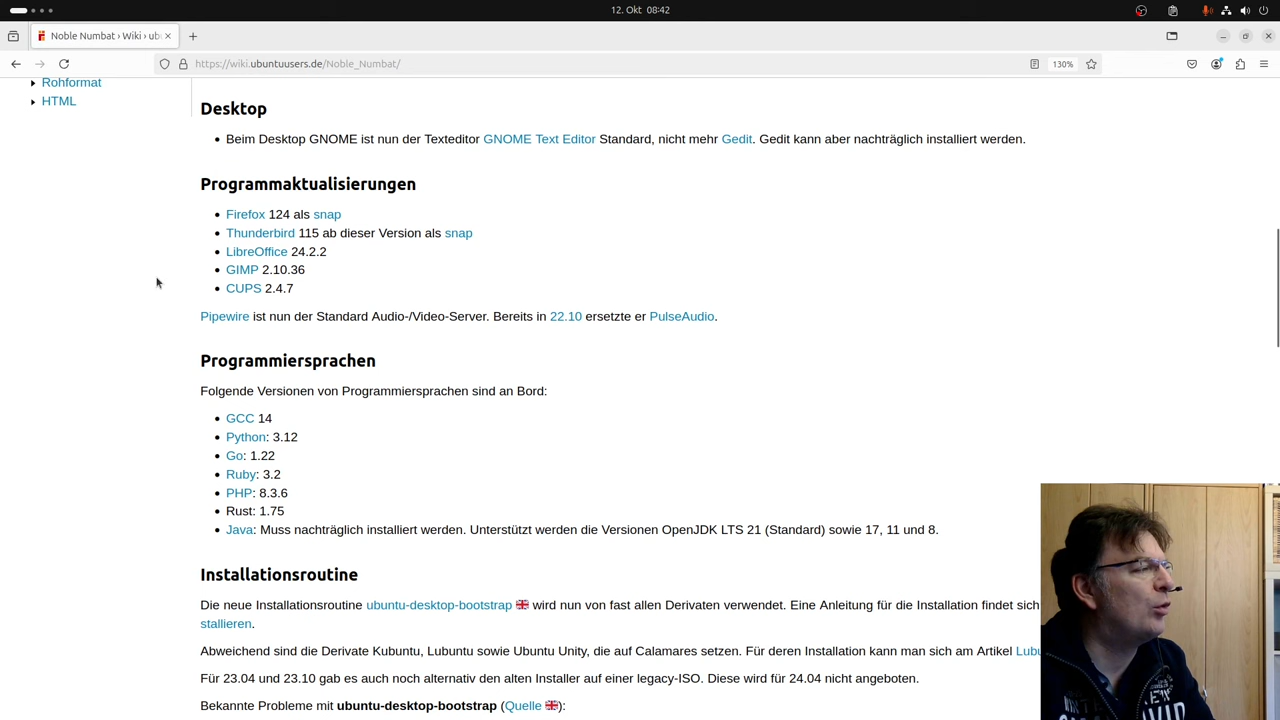 12. Okt 08:42
Noble Numbat › Wiki › ub
https://wiki.ubuntuusers.de/Noble_Numbat/
130%
Rohformat
HTML
Desktop
Beim Desktop GNOME ist nun der Texteditor GNOME Text Editor Standard, nicht mehr Gedit. Gedit kann aber nachträglich installiert werden.
Programmaktualisierungen
Firefox 124 als snap
Thunderbird 115 ab dieser Version als snap
LibreOffice 24.2.2
GIMP 2.10.36
CUPS 2.4.7
Pipewire ist nun der Standard Audio-/Video-Server. Bereits in 22.10 ersetzte er PulseAudio.
Programmiersprachen
Folgende Versionen von Programmiersprachen sind an Bord:
GCC 14
Python: 3.12
Go: 1.22
Ruby: 3.2
PHP: 8.3.6
Rust: 1.75
Java: Muss nachträglich installiert werden. Unterstützt werden die Versionen OpenJDK LTS 21 (Standard) sowie 17, 11 und 8.
Installationsroutine
Die neue Installationsroutine ubuntu-desktop-bootstrap wird nun von fast allen Derivaten verwendet. Eine Anleitung für die Installation findet sich
stallieren.
Abweichend sind die Derivate Kubuntu, Lubuntu sowie Ubuntu Unity, die auf Calamares setzen. Für deren Installation kann man sich am Artikel Lubu
Für 23.04 und 23.10 gab es auch noch alternativ den alten Installer auf einer legacy-ISO. Diese wird für 24.04 nicht angeboten.
Bekannte Probleme mit ubuntu-desktop-bootstrap (Quelle):